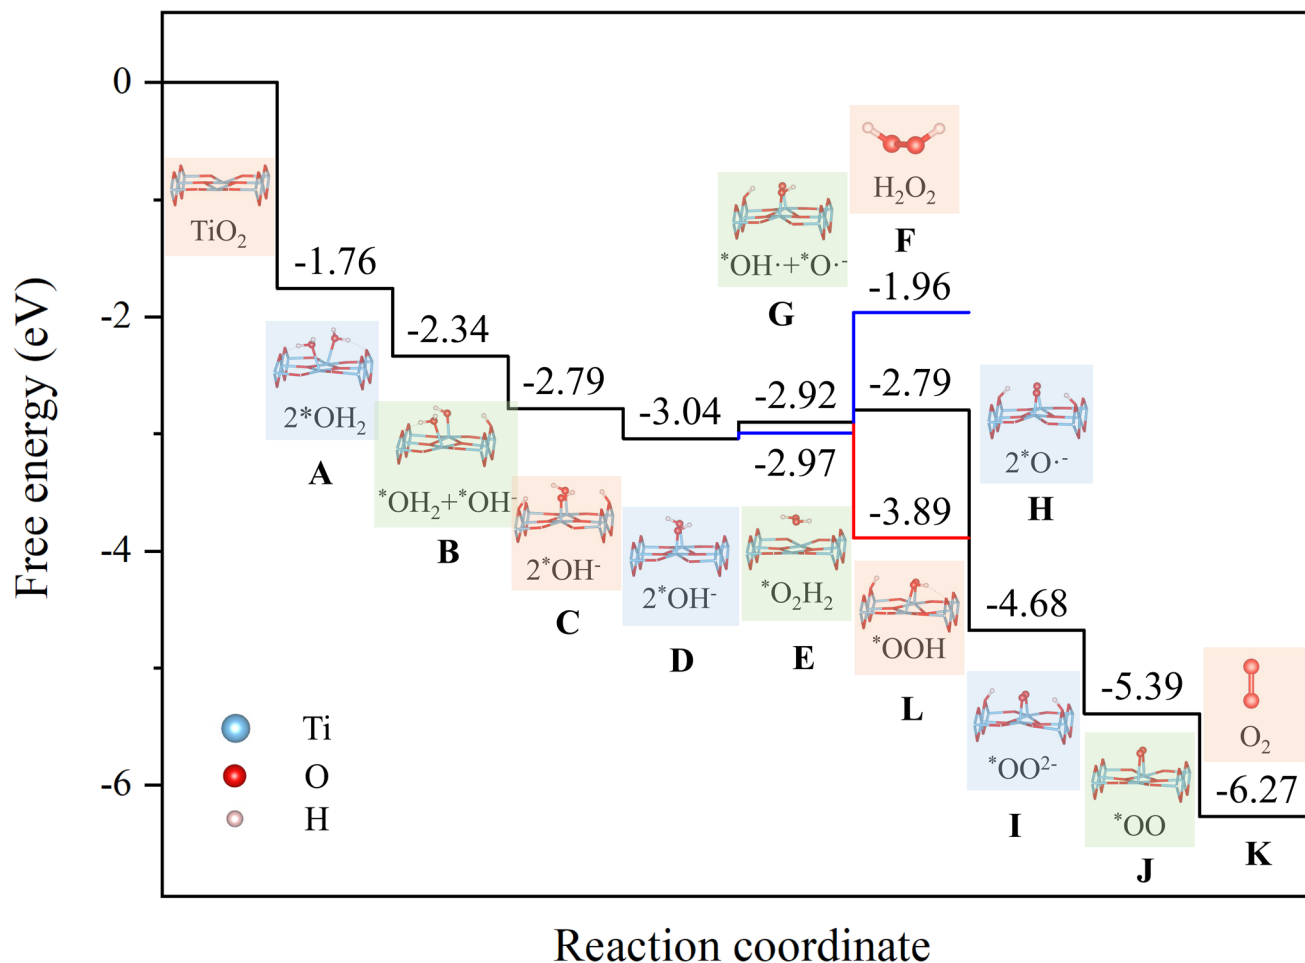 Free energy (eV)
0
-2
-4
-6
TiO₂
-1.76
2*OH₂
A
-2.34
*OH₂+*OH⁻
B
-2.79
2*OH⁻
C
-3.04
2*OH⁻
D
-2.92
-2.97
*O₂H₂
E
*OH·+*O·⁻
G
H₂O₂
F
-1.96
-2.79
2*O·⁻
H
-3.89
*OOH
L
-4.68
*OO²⁻
I
-5.39
*OO
J
O₂
-6.27
K
Ti
O
H
Reaction coordinate